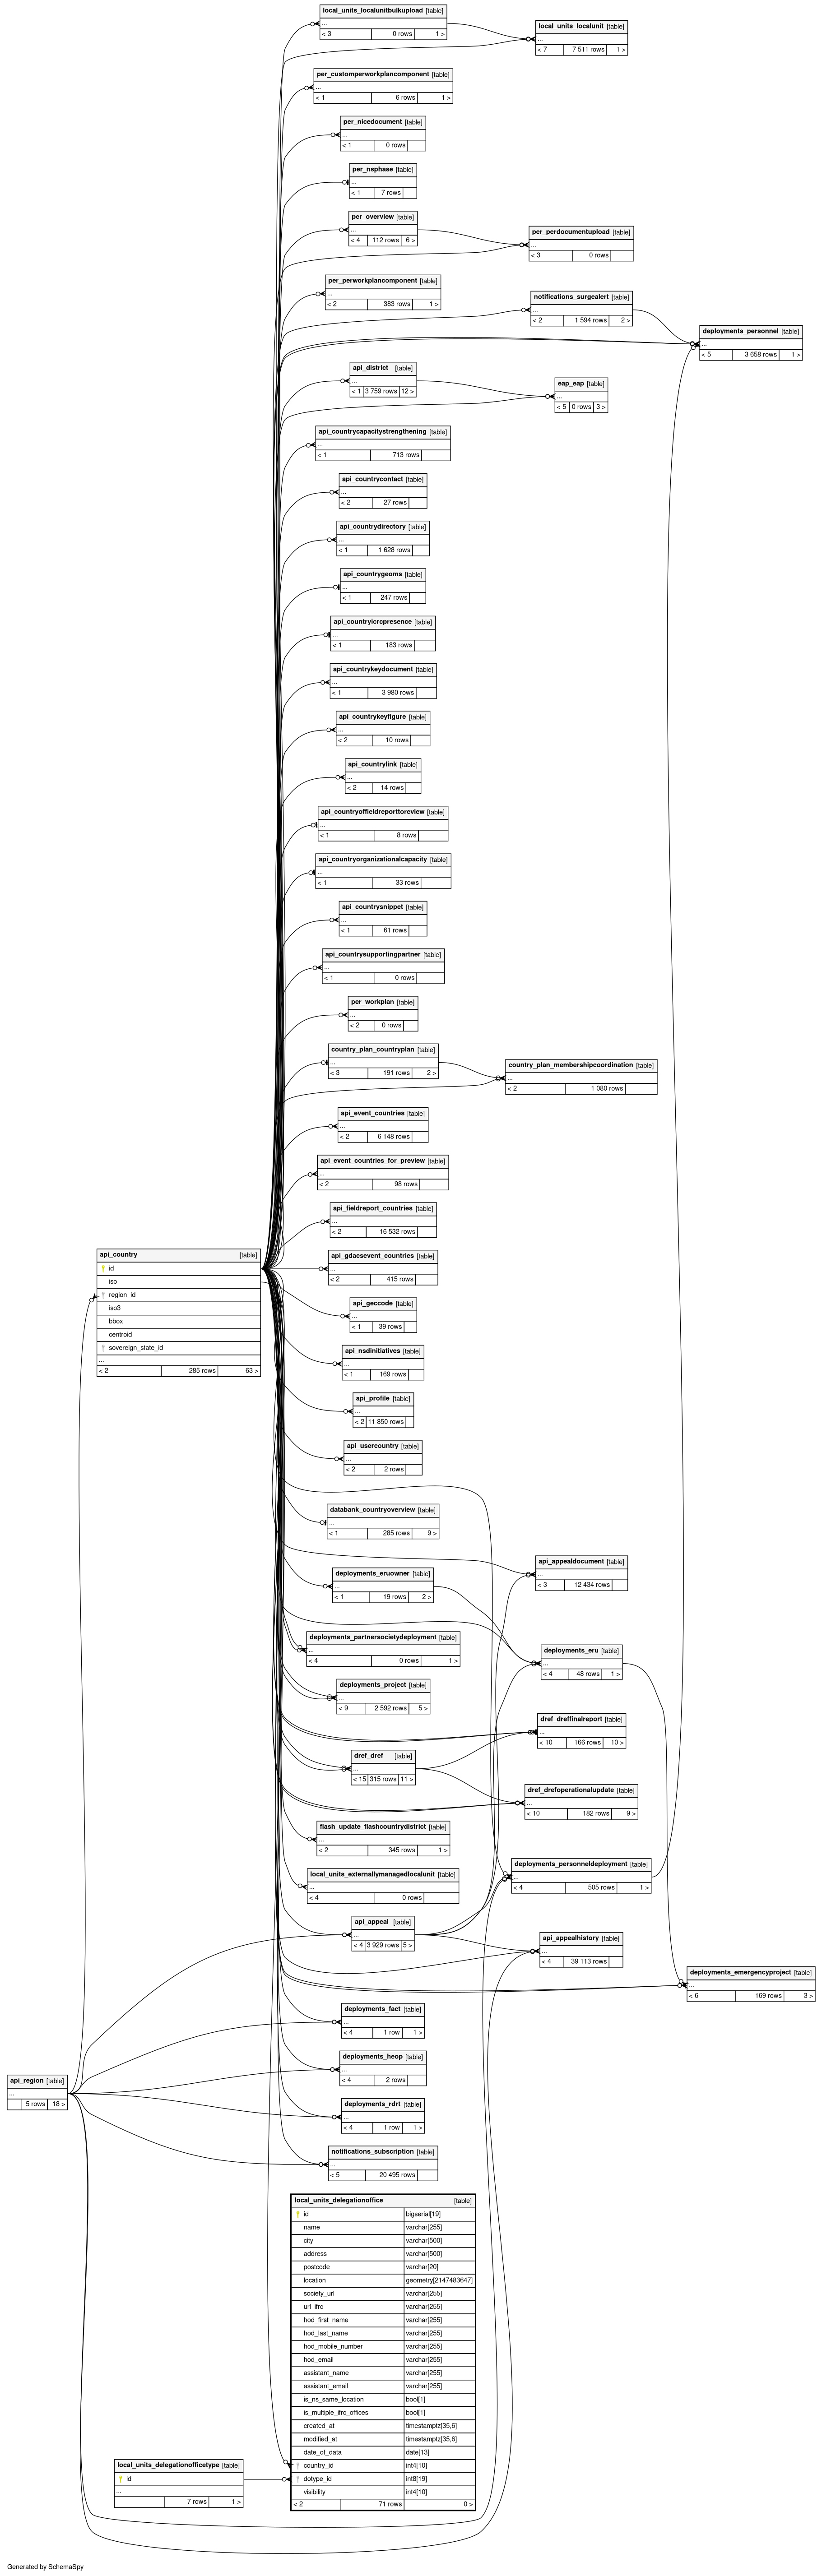 local_units_localunitbulkupload [table]
...
< 3 0 rows 1 >
local_units_localunit [table]
...
< 7 7 511 rows 1 >
per_customperworkplancomponent [table]
...
< 1 6 rows 1 >
per_nicedocument [table]
...
< 1 0 rows
per_nsphase [table]
...
< 1 7 rows
per_overview [table]
...
< 4 112 rows 6 >
per_perdocumentupload [table]
...
< 3 0 rows
per_perworkplancomponent [table]
...
< 2 383 rows 1 >
notifications_surgealert [table]
...
< 2 1 594 rows 2 >
deployments_personnel [table]
...
< 5 3 658 rows 1 >
api_district [table]
...
< 1 3 759 rows 12 >
eap_eap [table]
...
< 5 0 rows 3 >
api_countrycapacitystrengthening [table]
...
< 1 713 rows
api_countrycontact [table]
...
< 2 27 rows
api_countrydirectory [table]
...
< 1 1 628 rows
api_countrygeoms [table]
...
< 1 247 rows
api_countryicrcpresence [table]
...
< 1 183 rows
api_countrykeydocument [table]
...
< 1 3 980 rows
api_countrykeyfigure [table]
...
< 2 10 rows
api_countrylink [table]
...
< 2 14 rows
api_countryoffieldreporttoreview [table]
...
< 1 8 rows
api_countryorganizationalcapacity [table]
...
< 1 33 rows
api_countrysnippet [table]
...
< 1 61 rows
api_countrysupportingpartner [table]
...
< 1 0 rows
per_workplan [table]
...
< 2 0 rows
country_plan_countryplan [table]
...
< 3 191 rows 2 >
country_plan_membershipcoordination [table]
...
< 2 1 080 rows
api_event_countries [table]
...
< 2 6 148 rows
api_event_countries_for_preview [table]
...
< 2 98 rows
api_fieldreport_countries [table]
...
< 2 16 532 rows
api_country [table]
id
iso
region_id
iso3
bbox
centroid
sovereign_state_id
...
< 2 285 rows 63 >
api_gdacsevent_countries [table]
...
< 2 415 rows
api_geccode [table]
...
< 1 39 rows
api_nsdinitiatives [table]
...
< 1 169 rows
api_profile [table]
...
< 2 11 850 rows
api_usercountry [table]
...
< 2 2 rows
databank_countryoverview [table]
...
< 1 285 rows 9 >
api_appealdocument [table]
...
< 3 12 434 rows
deployments_eruowner [table]
...
< 1 19 rows 2 >
deployments_partnersocietydeployment [table]
...
< 4 0 rows 1 >
deployments_eru [table]
...
< 4 48 rows 1 >
deployments_project [table]
...
< 9 2 592 rows 5 >
dref_dreffinalreport [table]
...
< 10 166 rows 10 >
dref_dref [table]
...
< 15 315 rows 11 >
dref_drefoperationalupdate [table]
...
< 10 182 rows 9 >
flash_update_flashcountrydistrict [table]
...
< 2 345 rows 1 >
deployments_personneldeployment [table]
...
< 4 505 rows 1 >
local_units_externallymanagedlocalunit [table]
...
< 4 0 rows
api_appeal [table]
...
< 4 3 929 rows 5 >
api_appealhistory [table]
...
< 4 39 113 rows
deployments_emergencyproject [table]
...
< 6 169 rows 3 >
deployments_fact [table]
...
< 4 1 row 1 >
deployments_heop [table]
...
< 4 2 rows
api_region [table]
...
5 rows 18 >
deployments_rdrt [table]
...
< 4 1 row 1 >
notifications_subscription [table]
...
< 5 20 495 rows
local_units_delegationoffice [table]
id bigserial[19]
name varchar[255]
city varchar[500]
address varchar[500]
postcode varchar[20]
location geometry[2147483647]
society_url varchar[255]
url_ifrc varchar[255]
hod_first_name varchar[255]
hod_last_name varchar[255]
hod_mobile_number varchar[255]
hod_email varchar[255]
assistant_name varchar[255]
assistant_email varchar[255]
is_ns_same_location bool[1]
is_multiple_ifrc_offices bool[1]
created_at timestamptz[35,6]
modified_at timestamptz[35,6]
date_of_data date[13]
country_id int4[10]
dotype_id int8[19]
visibility int4[10]
< 2 71 rows 0 >
local_units_delegationofficetype [table]
id
...
7 rows 1 >
Generated by SchemaSpy